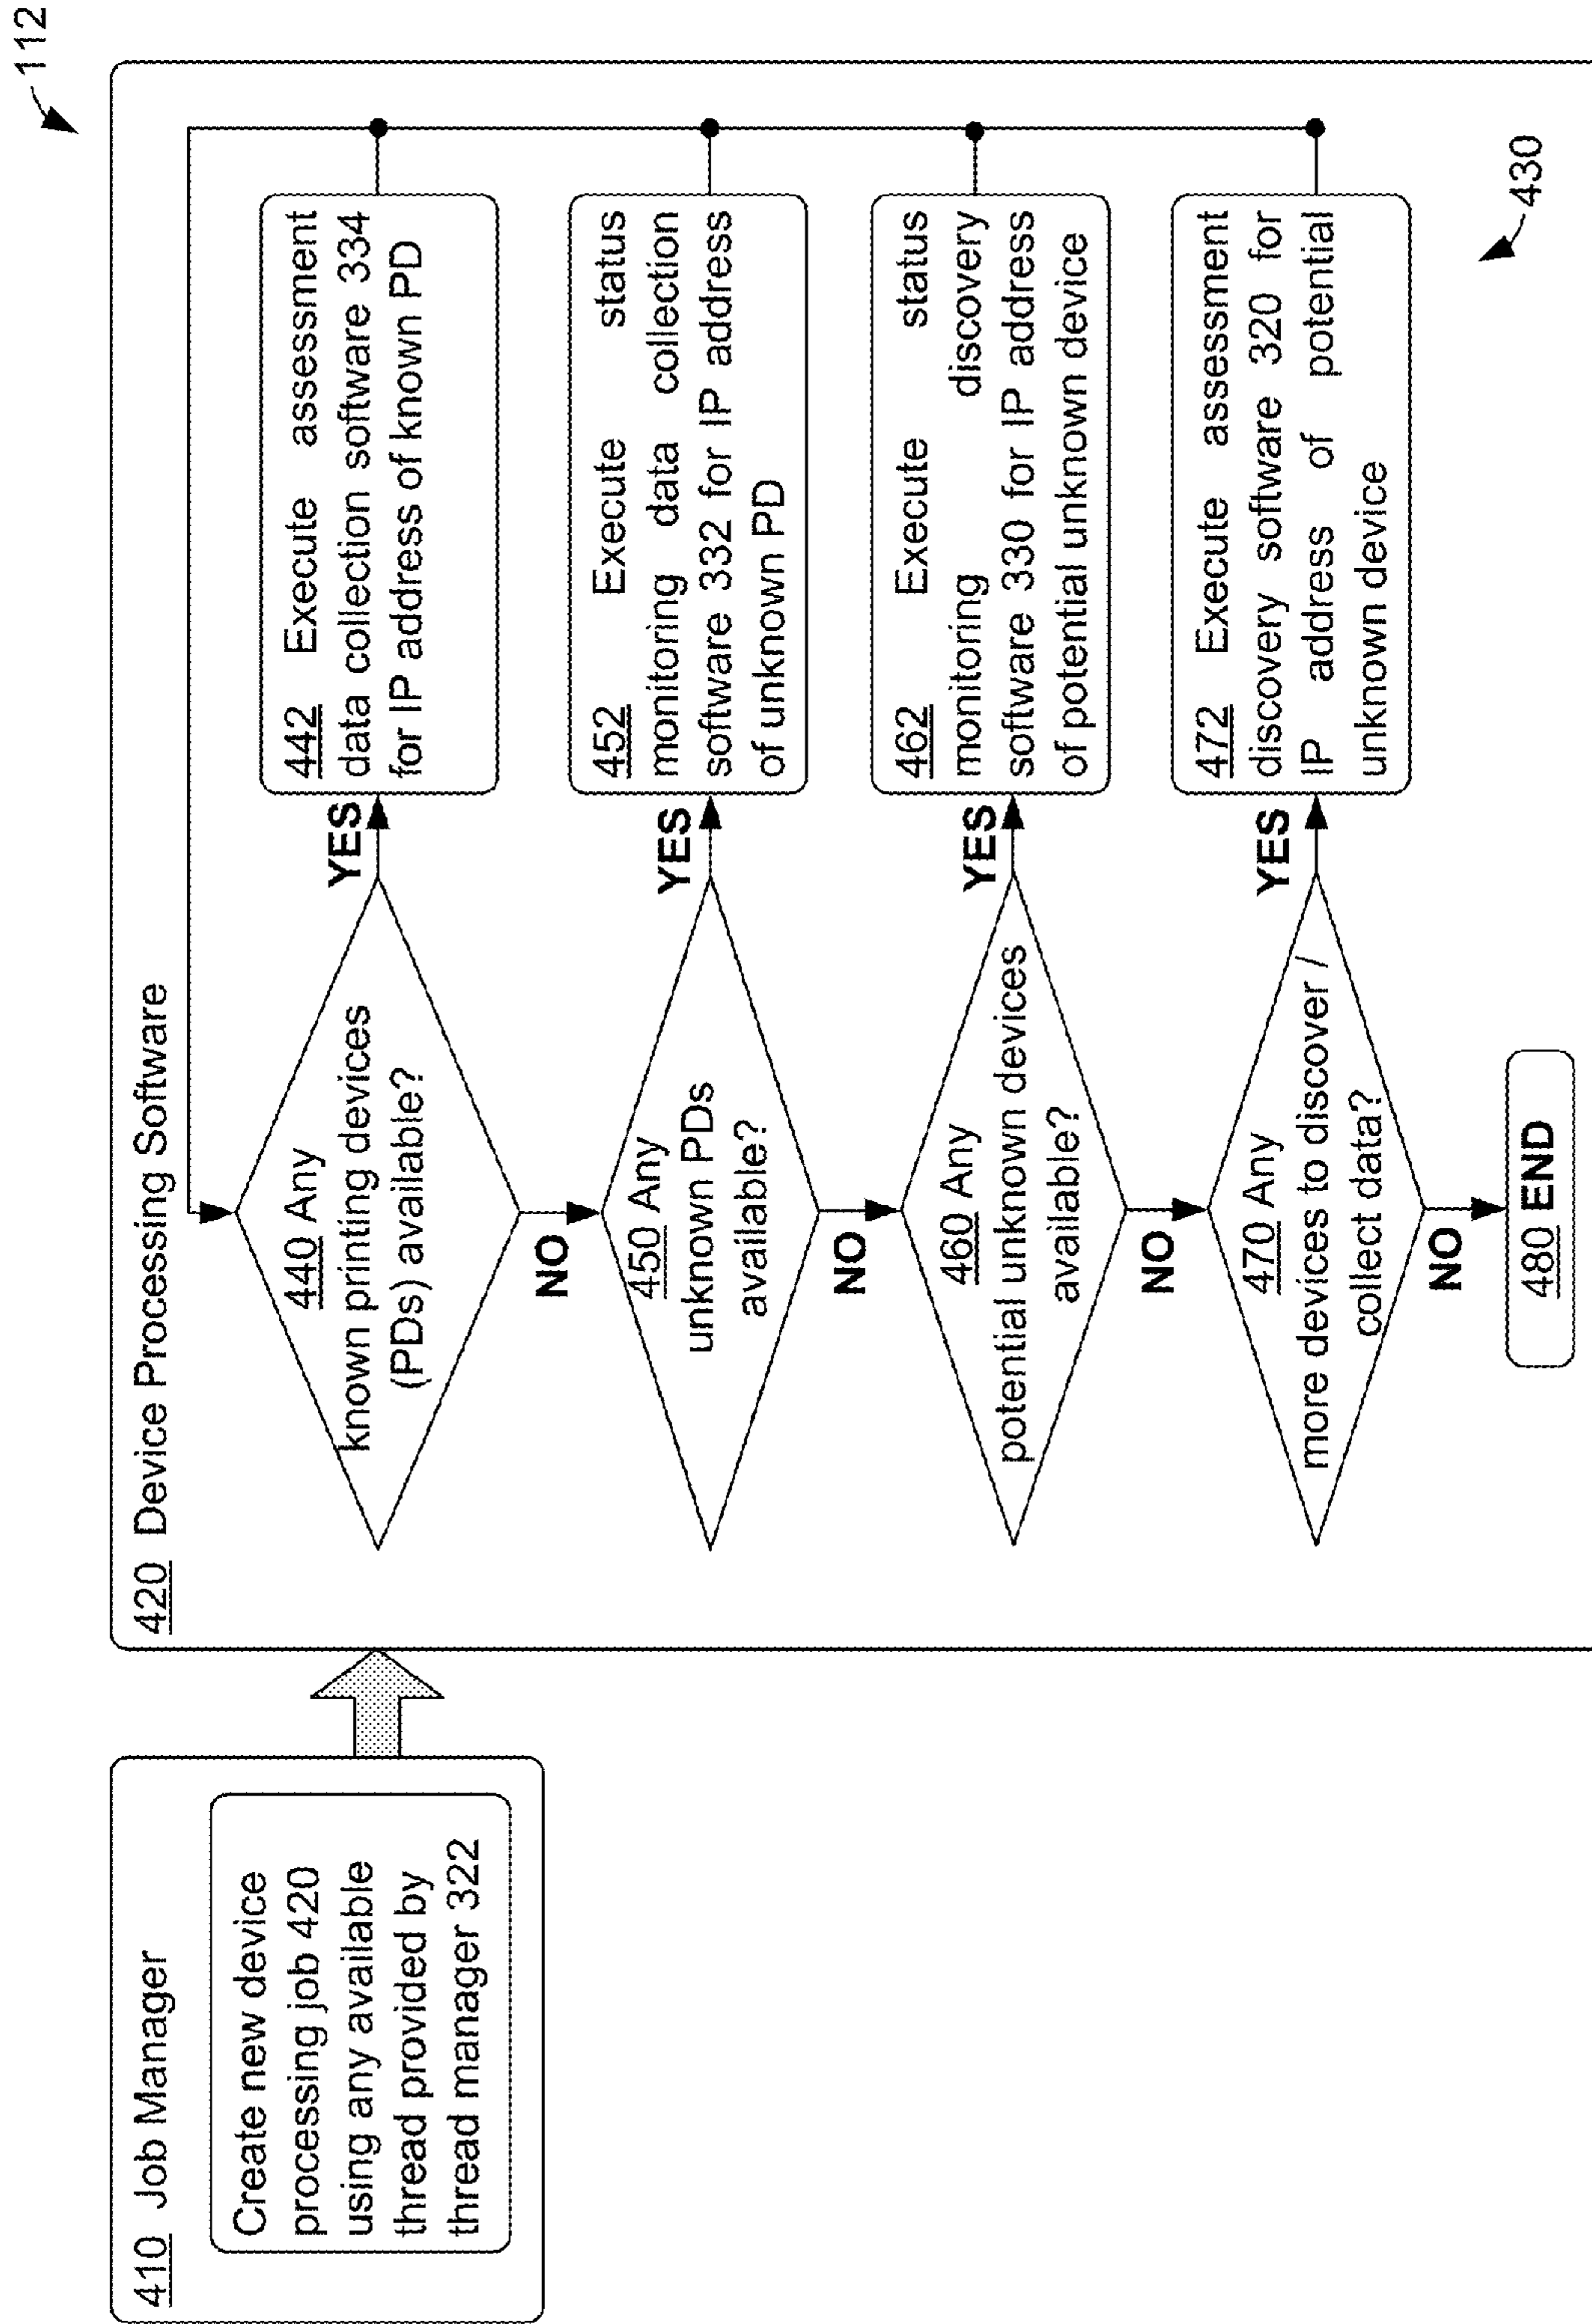 112
410 Job Manager
Create new device
processing job 420
using any available
thread provided by
thread manager 322
420 Device Processing Software
440 Any
known printing devices
(PDs) available?
YES
442 Execute assessment
data collection software 334
for IP address of known PD
NO
450 Any
unknown PDs
available?
YES
452 Execute status
monitoring data collection
software 332 for IP address
of unknown PD
NO
460 Any
potential unknown devices
available?
YES
462 Execute status
monitoring discovery
software 330 for IP address
of potential unknown device
NO
470 Any
more devices to discover /
collect data?
YES
472 Execute assessment
discovery software 320 for
IP address of potential
unknown device
NO
480 END
430